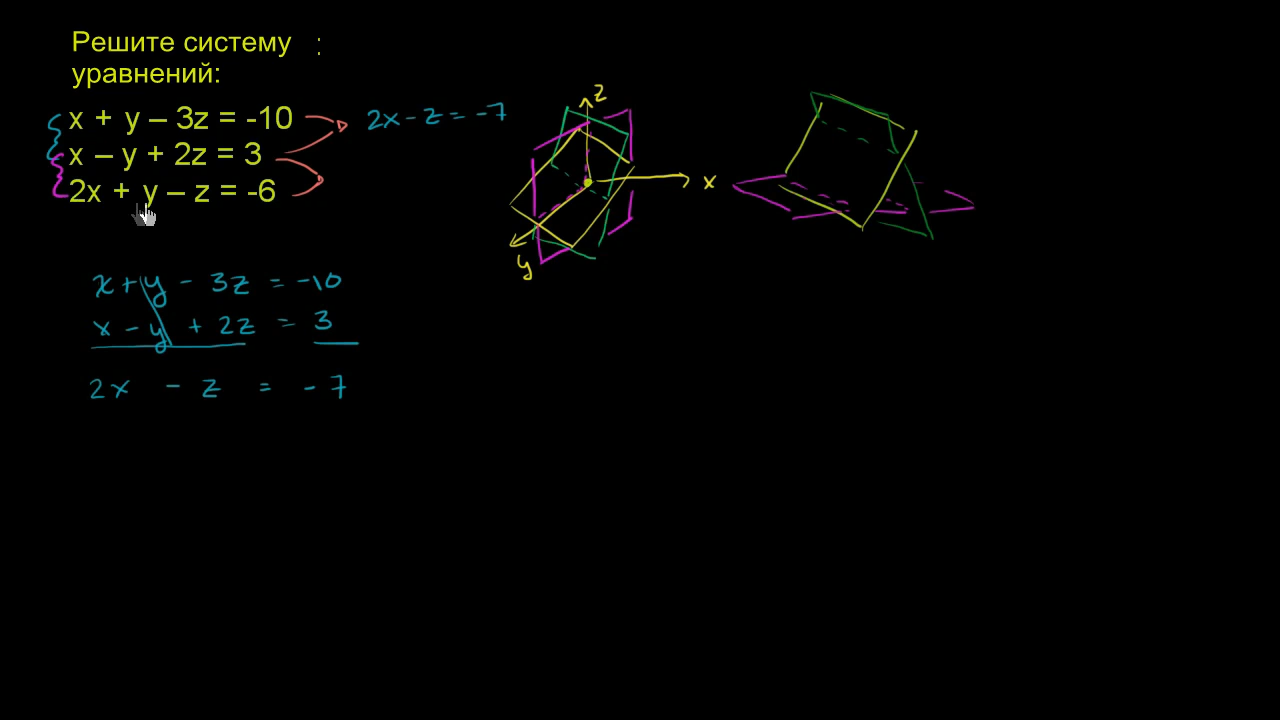 Решите систему :
уравнений:
x + y – 3z = -10
2x - z = -7
x – y + 2z = 3
2x + y – z = -6
z
x
y
x + y - 3z = -10
x - y + 2z = 3
2x - z = -7